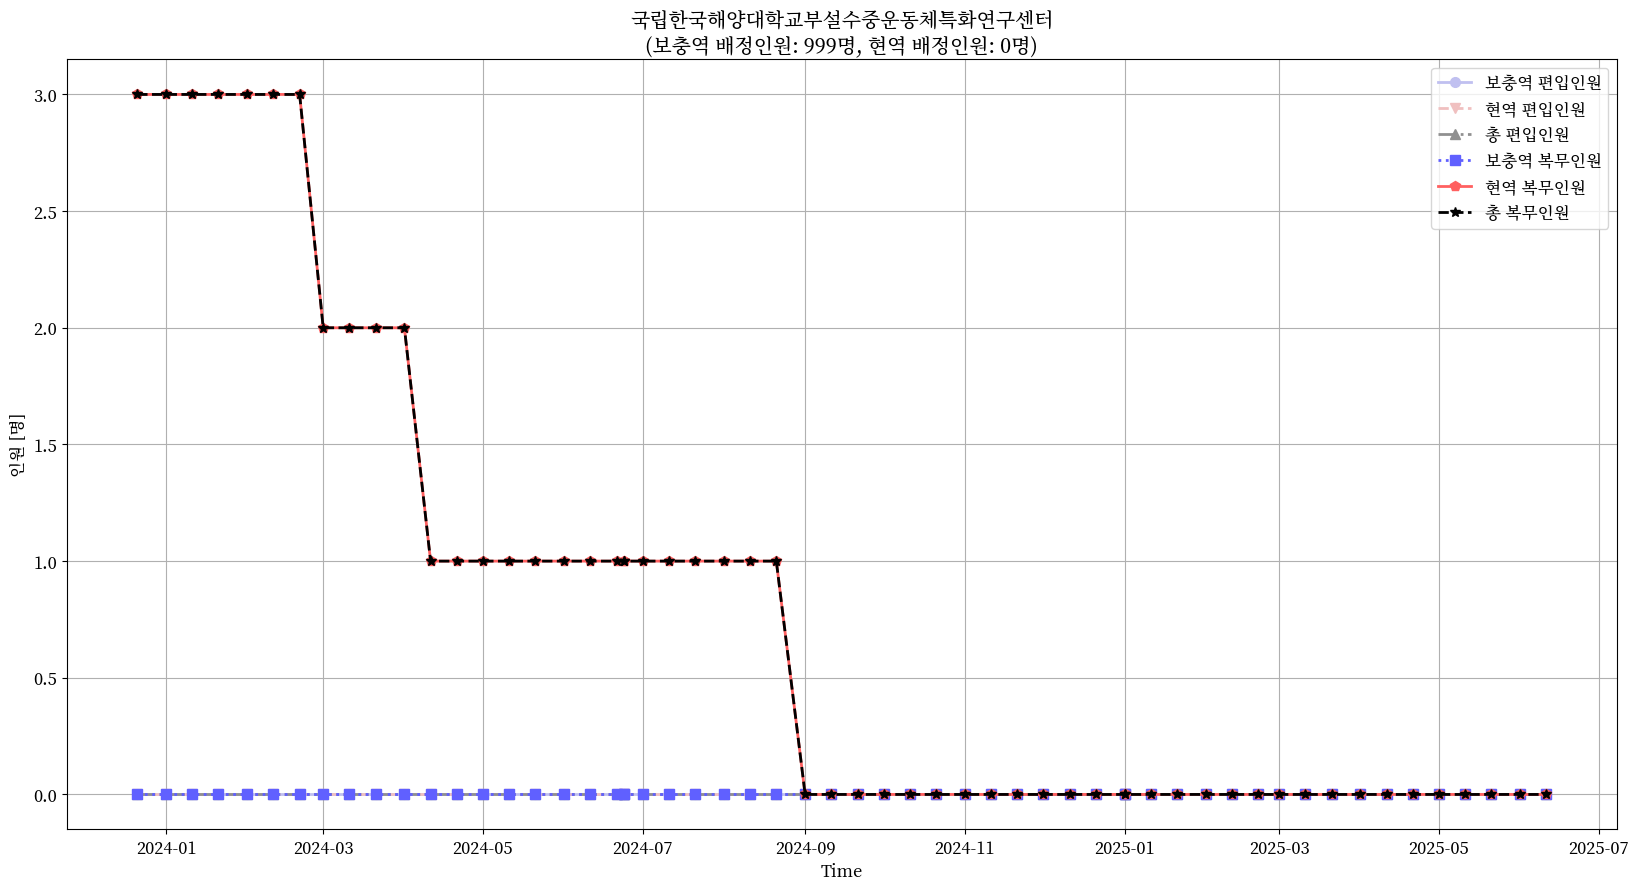 국립한국해양대학교부설수중운동체특화연구센터
(보충역 배정인원: 999명, 현역 배정인원: 0명)
보충역 편입인원
현역 편입인원
총 편입인원
보충역 복무인원
현역 복무인원
총 복무인원
인원 [명]
3.0
2.5
2.0
1.5
1.0
0.5
0.0
2024-01 2024-03 2024-05 2024-07 2024-09 2024-11 2025-01 2025-03 2025-05 2025-07
Time